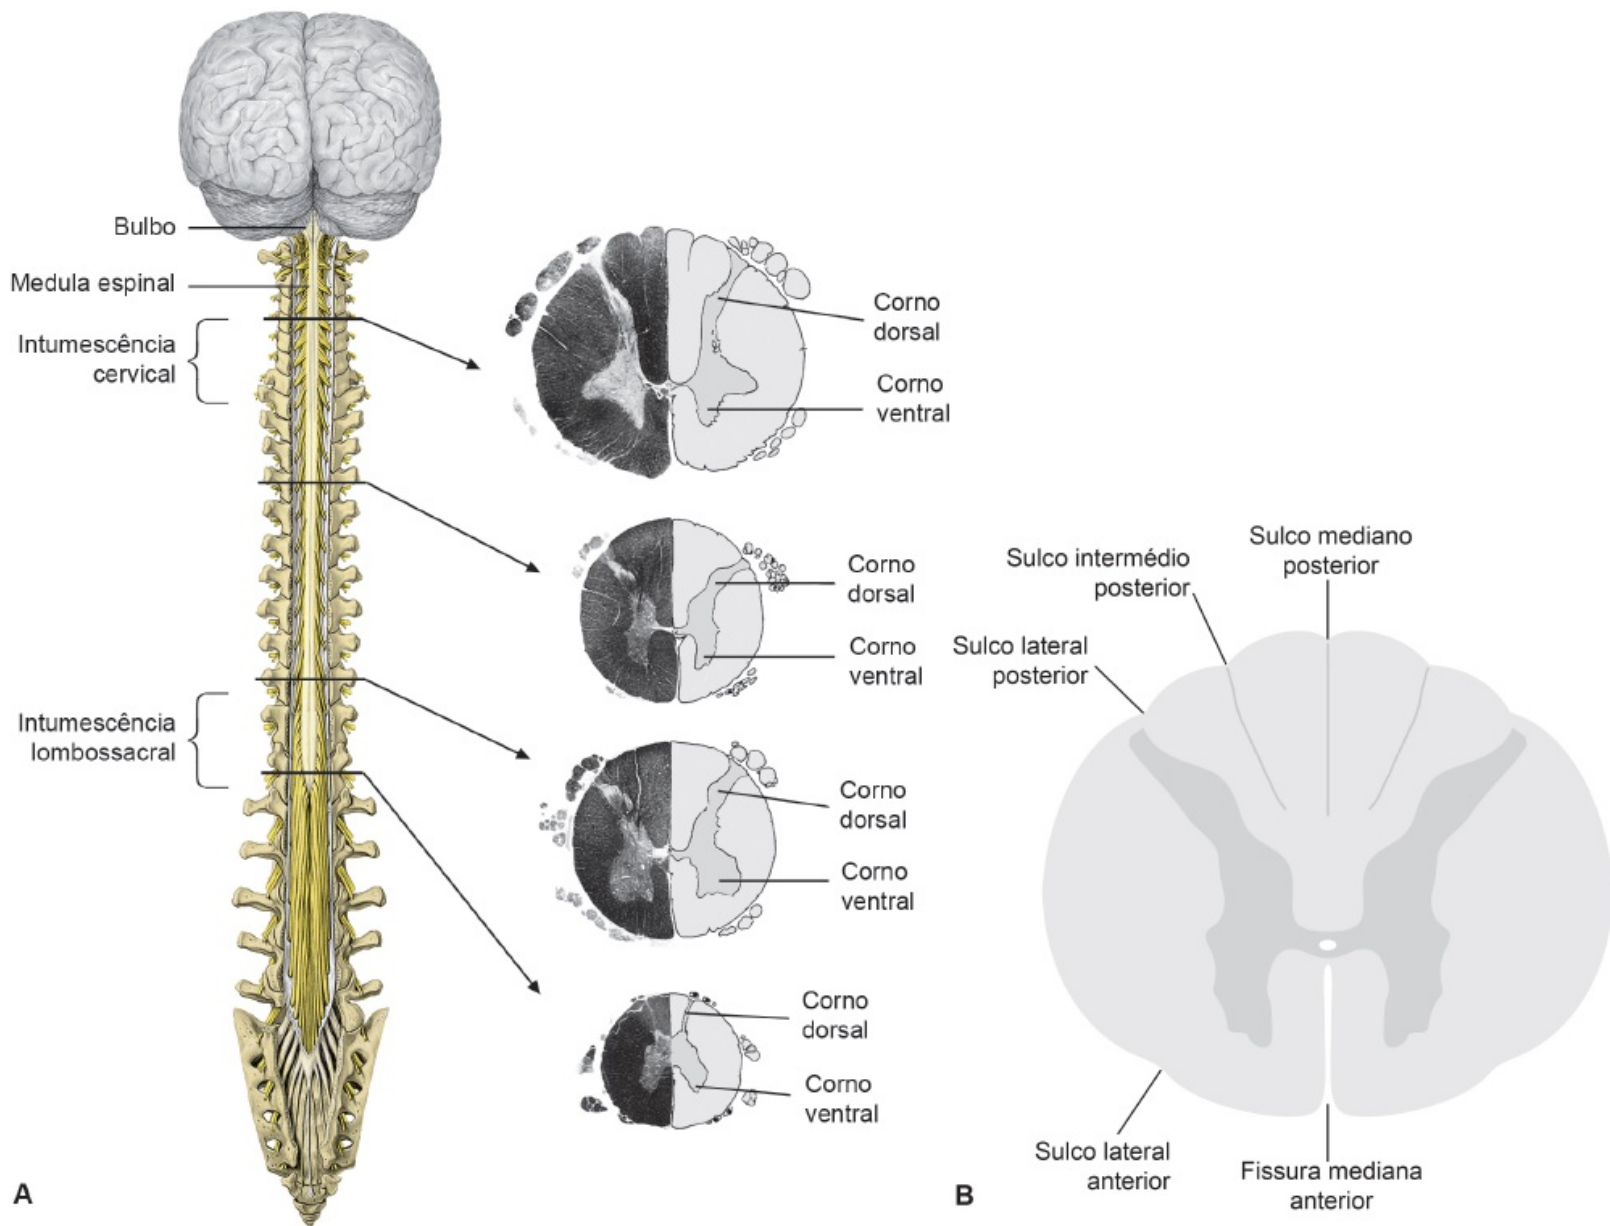 Bulbo
Medula espinal
Intumescência
cervical
Intumescência
lombossacral
Corno
dorsal
Corno
ventral
Corno
dorsal
Corno
ventral
Corno
dorsal
Corno
ventral
Corno
dorsal
Corno
ventral
A
Sulco mediano
posterior
Sulco intermédio
posterior
Sulco lateral
posterior
Sulco lateral
anterior
Fissura mediana
anterior
B